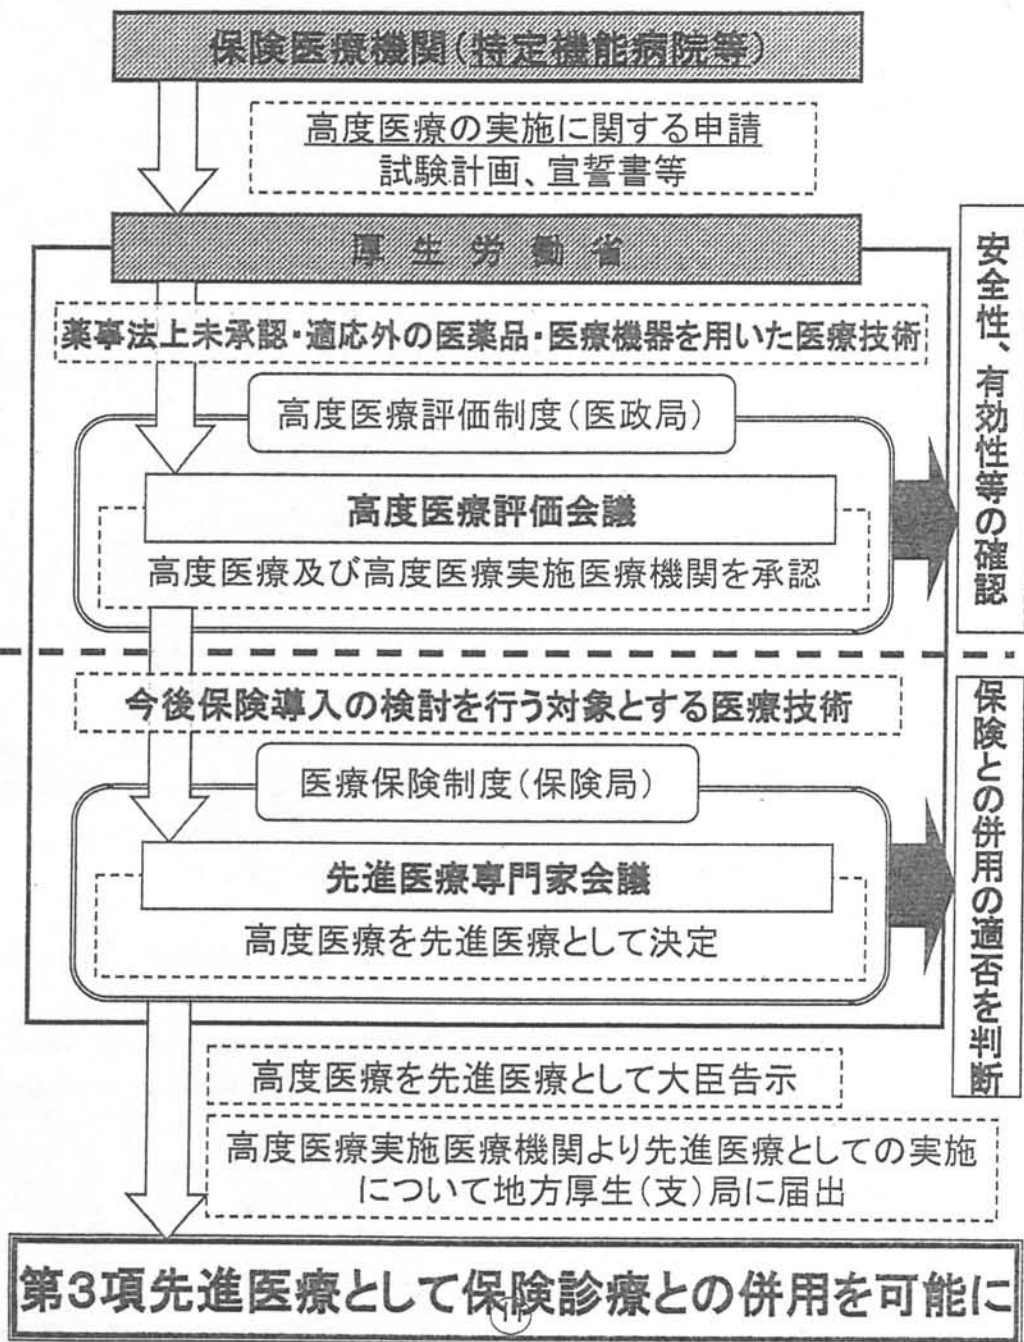 保険医療機関(特定機能病院等)
高度医療の実施に関する申請
試験計画、宣誓書等
厚生労働省
薬事法上未承認・適応外の医薬品・医療機器を用いた医療技術
高度医療評価制度(医政局)
高度医療評価会議
高度医療及び高度医療実施医療機関を承認
安全性、有効性等の確認
今後保険導入の検討を行う対象とする医療技術
医療保険制度(保険局)
先進医療専門家会議
高度医療を先進医療として決定
保険との併用の適否を判断
高度医療を先進医療として大臣告示
高度医療実施医療機関より先進医療としての実施
について地方厚生(支)局に届出
第3項先進医療として保険診療との併用を可能に